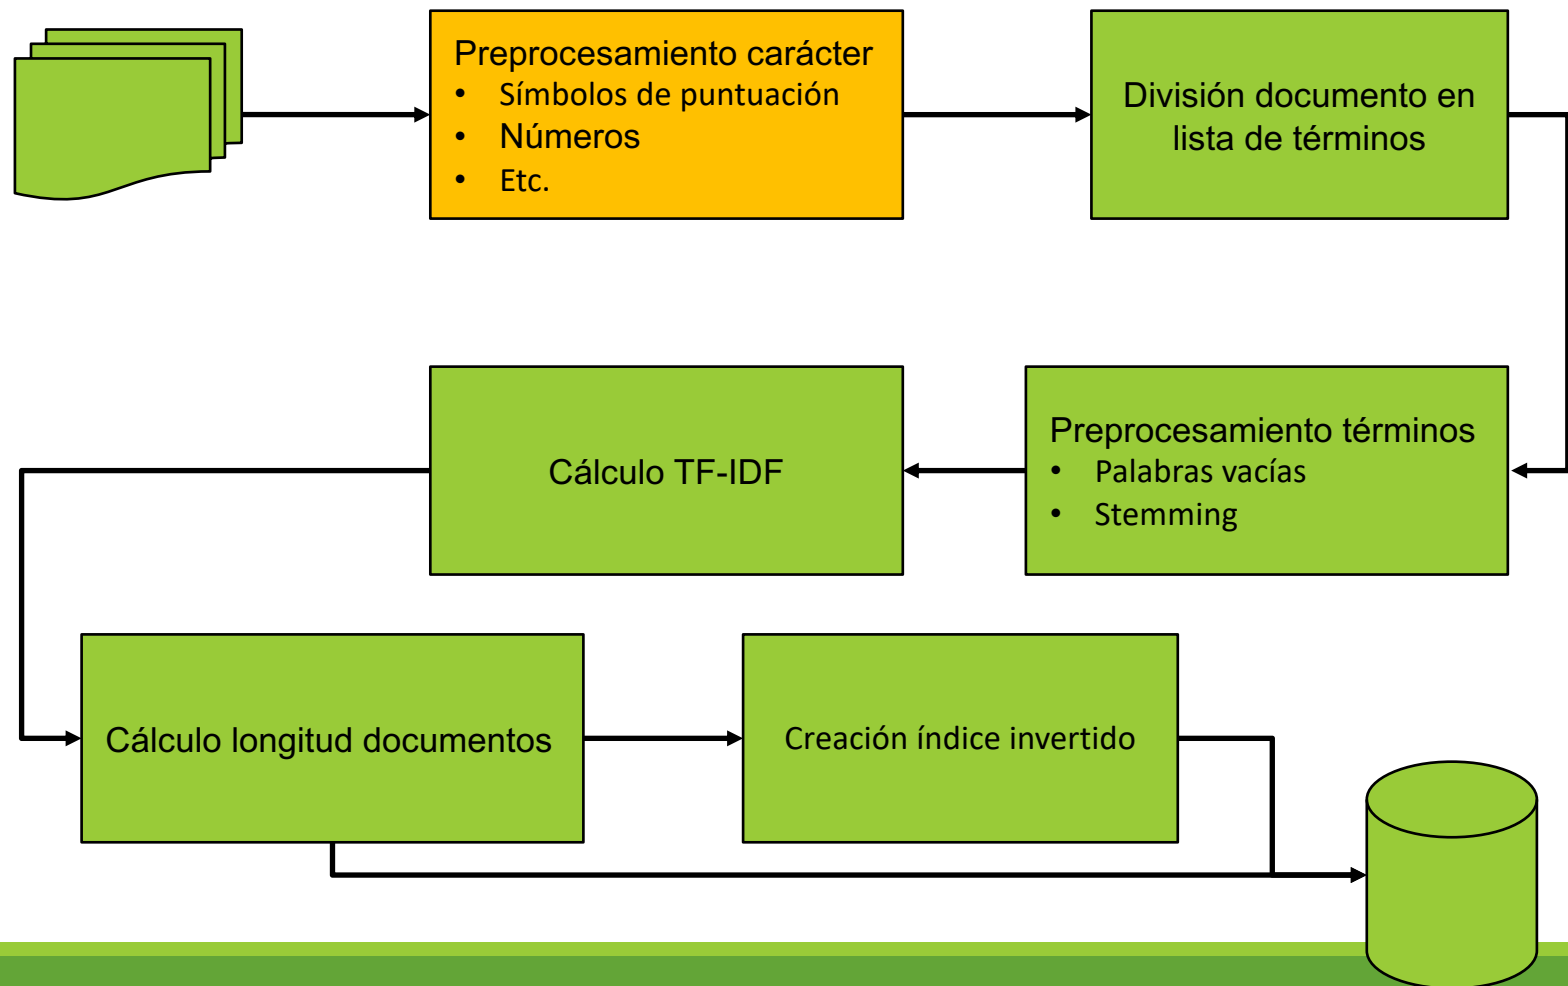 Preprocesamiento carácter
• Símbolos de puntuación
• Números
• Etc.
División documento en
lista de términos
Preprocesamiento términos
• Palabras vacías
• Stemming
Cálculo TF-IDF
Cálculo longitud documentos
Creación índice invertido